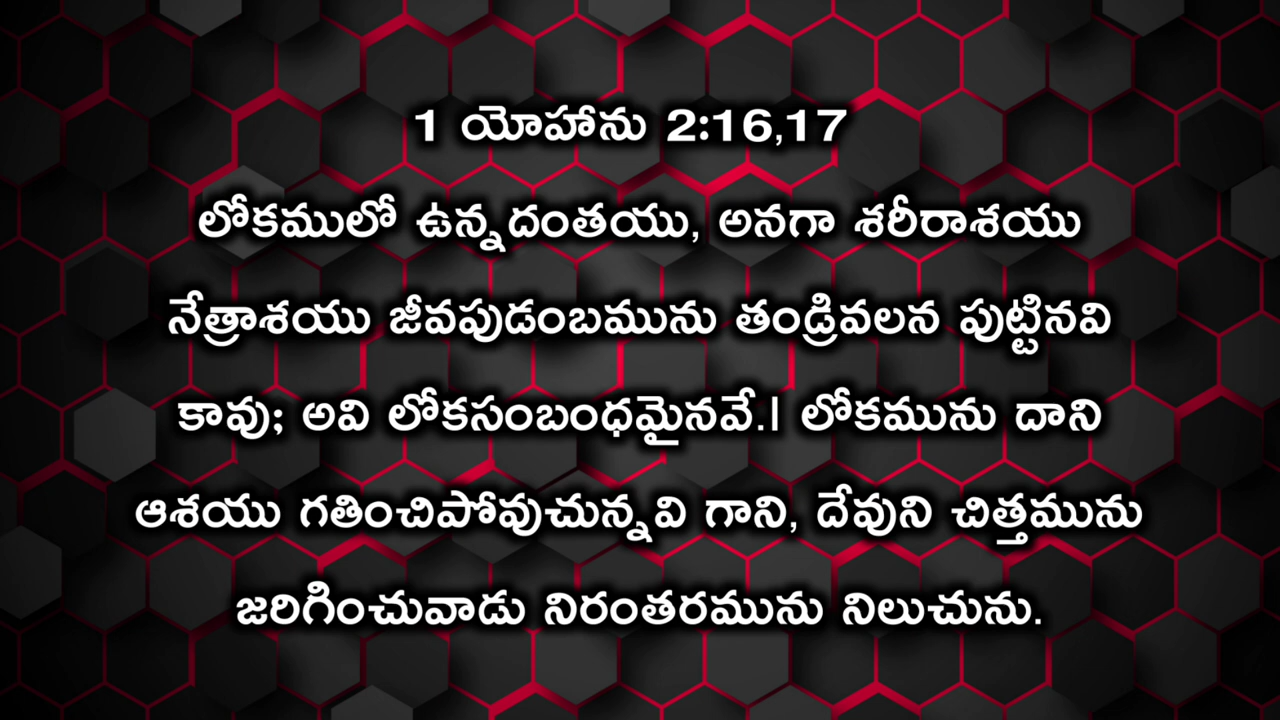 1 యోహాను 2:16,17
లోకములో ఉన్నదంతయు, అనగా శరీరాశయు
నేత్రాశయు జీవపుడంబమును తండ్రివలన పుట్టినవి
కావు; అవి లోకసంబంధమైనవే.| లోకమును దాని
ఆశయు గతించిపోవుచున్నవి గాని, దేవుని చిత్తమును
జరిగించువాడు నిరంతరమును నిలుచును.